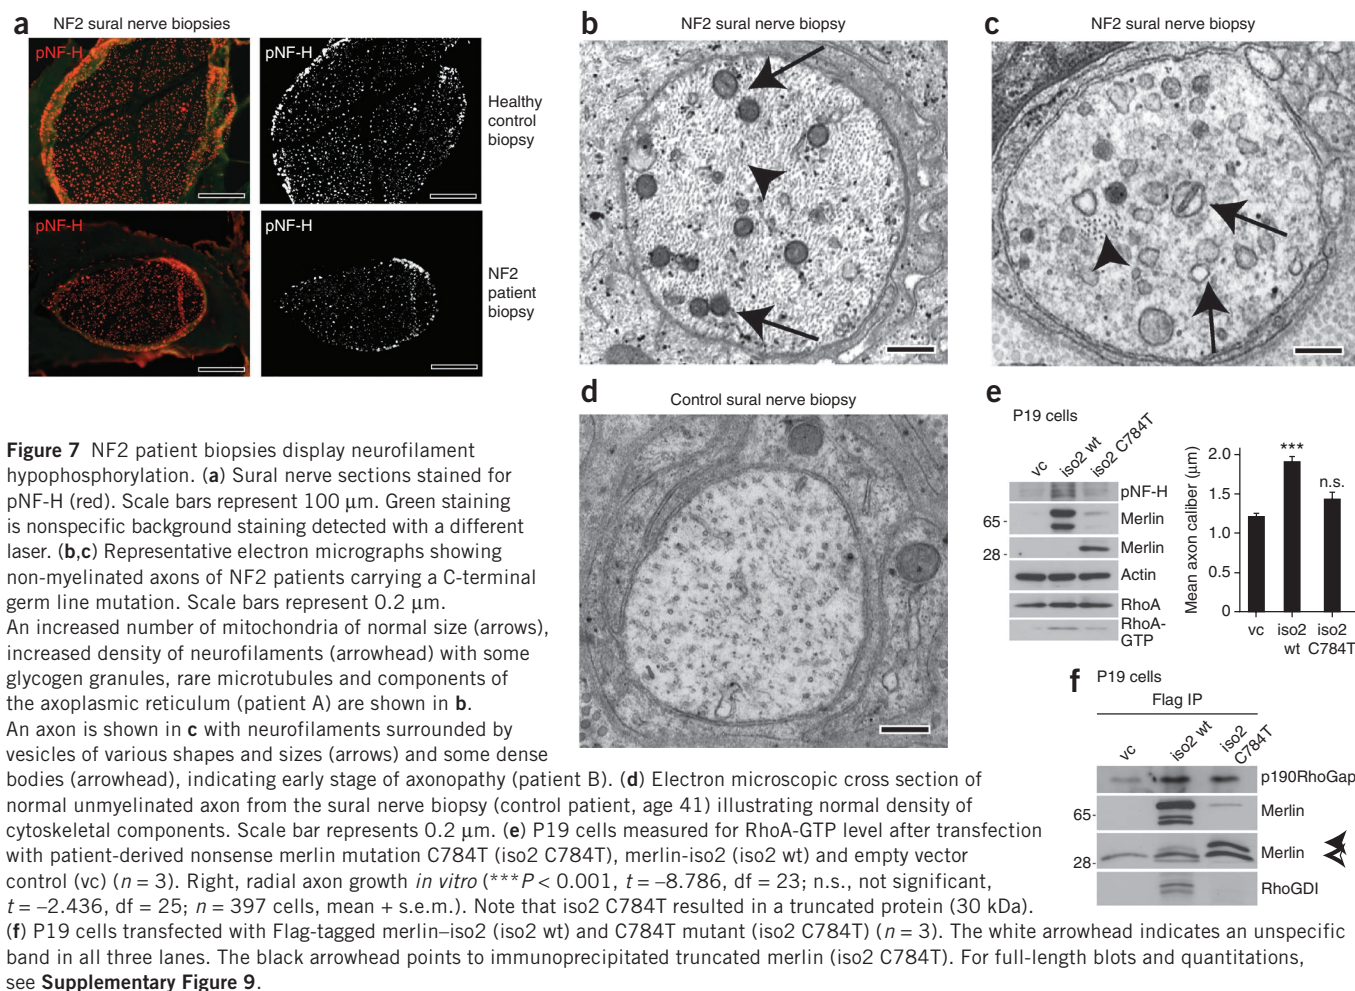 a NF2 sural nerve biopsies
pNF-H
pNF-H
Healthy
control
biopsy
pNF-H
pNF-H
NF2
patient
biopsy
b NF2 sural nerve biopsy
c NF2 sural nerve biopsy
d Control sural nerve biopsy
e P19 cells
vc
iso2 wt
iso2 C784T
pNF-H
65-
Merlin
28-
Merlin
Actin
RhoA
RhoA-
GTP
Mean axon caliber (μm)
2.0
1.5
1.0
0.5
0
***
n.s.
vc iso2 iso2
wt C784T
f P19 cells
Flag IP
vc
iso2 wt
iso2
C784T
p190RhoGap
65-
Merlin
28-
Merlin
RhoGDI
Figure 7 NF2 patient biopsies display neurofilament
hypophosphorylation. (a) Sural nerve sections stained for
pNF-H (red). Scale bars represent 100 μm. Green staining
is nonspecific background staining detected with a different
laser. (b,c) Representative electron micrographs showing
non-myelinated axons of NF2 patients carrying a C-terminal
germ line mutation. Scale bars represent 0.2 μm.
An increased number of mitochondria of normal size (arrows),
increased density of neurofilaments (arrowhead) with some
glycogen granules, rare microtubules and components of
the axoplasmic reticulum (patient A) are shown in b.
An axon is shown in c with neurofilaments surrounded by
vesicles of various shapes and sizes (arrows) and some dense
bodies (arrowhead), indicating early stage of axonopathy (patient B). (d) Electron microscopic cross section of
normal unmyelinated axon from the sural nerve biopsy (control patient, age 41) illustrating normal density of
cytoskeletal components. Scale bar represents 0.2 μm. (e) P19 cells measured for RhoA-GTP level after transfection
with patient-derived nonsense merlin mutation C784T (iso2 C784T), merlin-iso2 (iso2 wt) and empty vector
control (vc) (n = 3). Right, radial axon growth in vitro (***P < 0.001, t = –8.786, df = 23; n.s., not significant,
t = –2.436, df = 25; n = 397 cells, mean + s.e.m.). Note that iso2 C784T resulted in a truncated protein (30 kDa).
(f) P19 cells transfected with Flag-tagged merlin–iso2 (iso2 wt) and C784T mutant (iso2 C784T) (n = 3). The white arrowhead indicates an unspecific
band in all three lanes. The black arrowhead points to immunoprecipitated truncated merlin (iso2 C784T). For full-length blots and quantitations,
see Supplementary Figure 9.